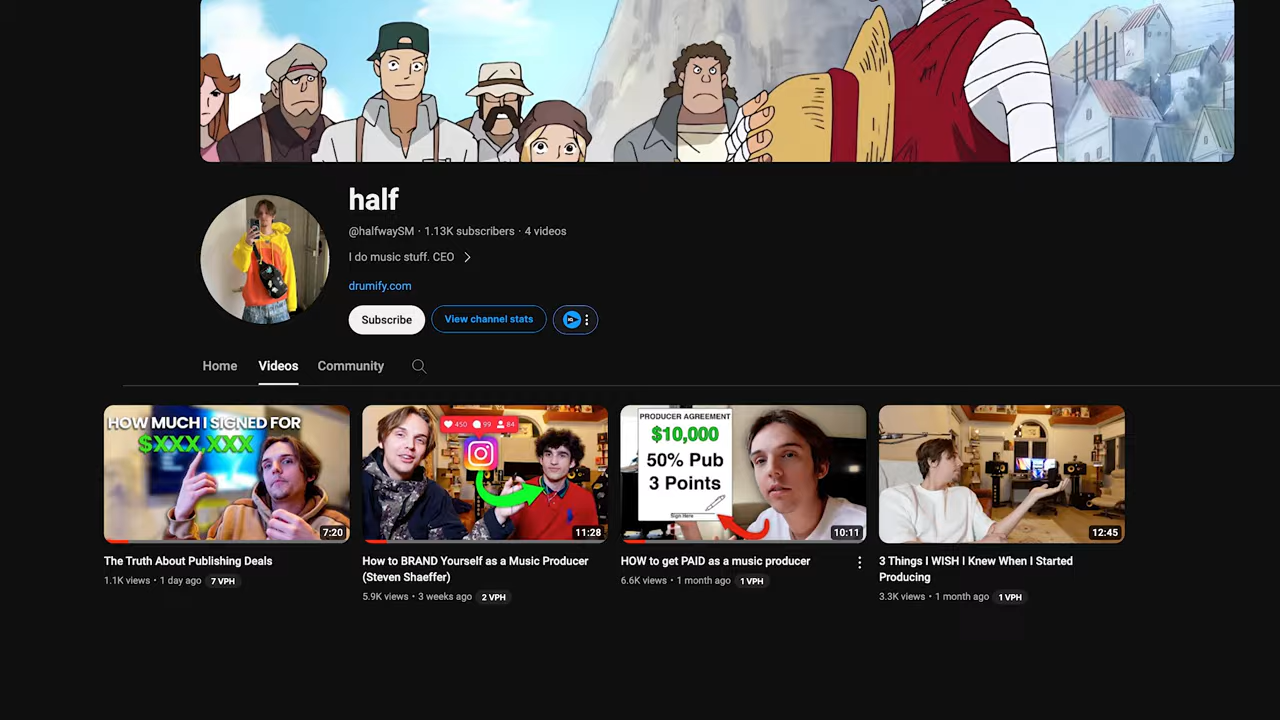 half
@halfwaySM · 1.13K subscribers · 4 videos
I do music stuff. CEO
drumify.com
Subscribe
View channel stats
Home
Videos
Community
HOW MUCH I SIGNED FOR
$XXX,XXX
7:20
450
99
84
11:28
PRODUCER AGREEMENT
$10,000
50% Pub
3 Points
Sign Here
10:11
12:45
The Truth About Publishing Deals
1.1K views • 1 day ago 7 VPH
How to BRAND Yourself as a Music Producer
(Steven Shaeffer)
5.9K views • 3 weeks ago 2 VPH
HOW to get PAID as a music producer
6.6K views • 1 month ago 1 VPH
3 Things I WISH I Knew When I Started
Producing
3.3K views • 1 month ago 1 VPH